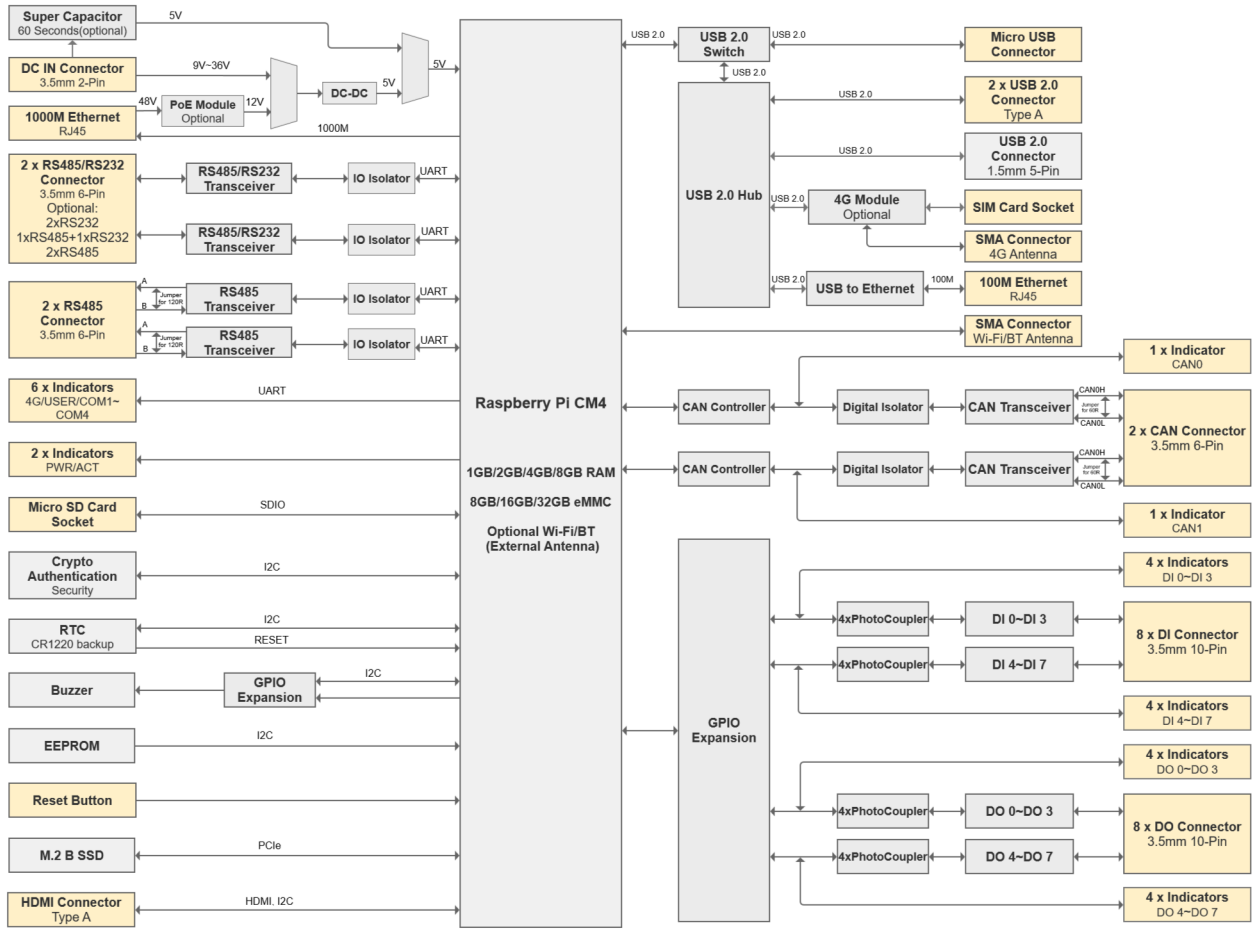 Super Capacitor
60 Seconds(optional)
5V
DC IN Connector
3.5mm 2-Pin
9V~36V
5V
DC-DC
5V
48V
PoE Module
Optional
12V
1000M Ethernet
RJ45
1000M
2 x RS485/RS232
Connector
3.5mm 6-Pin
Optional:
2xRS232
1xRS485+1xRS232
2xRS485
RS485/RS232
Transceiver
IO Isolator
UART
RS485/RS232
Transceiver
IO Isolator
UART
2 x RS485
Connector
3.5mm 6-Pin
A
Jumper
for 120R
B
RS485
Transceiver
IO Isolator
UART
A
Jumper
for 120R
B
RS485
Transceiver
IO Isolator
UART
6 x Indicators
4G/USER/COM1~
COM4
UART
2 x Indicators
PWR/ACT
Micro SD Card
Socket
SDIO
Crypto
Authentication
Security
I2C
RTC
CR1220 backup
I2C
RESET
Buzzer
GPIO
Expansion
I2C
EEPROM
I2C
Reset Button
M.2 B SSD
PCIe
HDMI Connector
Type A
HDMI, I2C
Raspberry Pi CM4
1GB/2GB/4GB/8GB RAM
8GB/16GB/32GB eMMC
Optional Wi-Fi/BT
(External Antenna)
USB 2.0
USB 2.0
Switch
USB 2.0
Micro USB
Connector
USB 2.0
USB 2.0 Hub
USB 2.0
2 x USB 2.0
Connector
Type A
USB 2.0
USB 2.0
Connector
1.5mm 5-Pin
USB 2.0
4G Module
Optional
SIM Card Socket
SMA Connector
4G Antenna
USB 2.0
USB to Ethernet
100M
100M Ethernet
RJ45
SMA Connector
Wi-Fi/BT Antenna
1 x Indicator
CAN0
CAN Controller
Digital Isolator
CAN Transceiver
CAN0H
Jumper
for 60R
CAN0L
2 x CAN Connector
3.5mm 6-Pin
CAN Controller
Digital Isolator
CAN Transceiver
CAN0H
Jumper
for 60R
CAN0L
1 x Indicator
CAN1
GPIO
Expansion
4 x Indicators
DI 0~DI 3
4xPhotoCoupler
DI 0~DI 3
8 x DI Connector
3.5mm 10-Pin
4xPhotoCoupler
DI 4~DI 7
4 x Indicators
DI 4~DI 7
4 x Indicators
DO 0~DO 3
4xPhotoCoupler
DO 0~DO 3
8 x DO Connector
3.5mm 10-Pin
4xPhotoCoupler
DO 4~DO 7
4 x Indicators
DO 4~DO 7